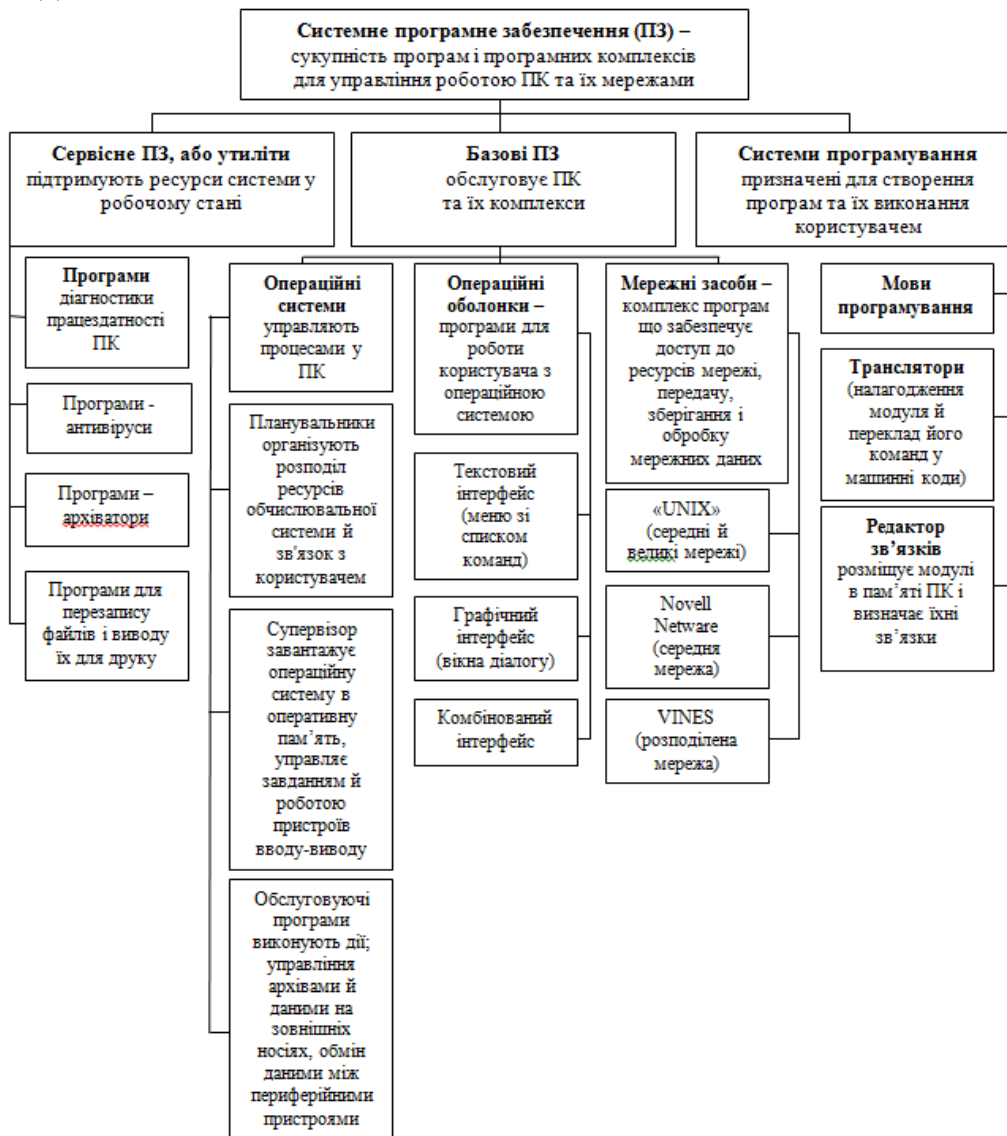 Системне програмне забезпечення (ПЗ) –
сукупність програм і програмних комплексів
для управління роботою ПК та їх мережами
Сервісне ПЗ, або утиліти
підтримують ресурси системи у
робочому стані
Базові ПЗ
обслуговує ПК
та їх комплекси
Системи програмування
призначені для створення
програм та їх виконання
користувачем
Програми
діагностики
працездатності
ПК
Програми -
антивіруси
Програми –
архіватори
Програми для
перезапису
файлів і виводу
їх для друку
Операційні
системи
управляють
процесами у
ПК
Планувальники
організують
розподіл
ресурсів
обчислювальної
системи й
зв'язок з
користувачем
Супервізор
завантажує
операційну
систему в
оперативну
пам’ять,
управляє
завданням й
роботою
пристроїв
вводу-виводу
Обслуговуючі
програми
виконують дії;
управління
архівами й
даними на
зовнішніх
носіях, обмін
даними між
периферійними
пристроями
Операційні
оболонки –
програми для
роботи
користувача з
операційною
системою
Текстовий
інтерфейс
(меню зі
списком
команд)
Графічний
інтерфейс
(вікна діалогу)
Комбінований
інтерфейс
Мережні засоби –
комплекс програм
що забезпечує
доступ до
ресурсів мережі,
передачу,
зберігання і
обробку
мережних даних
«UNIX»
(середні й
великі мережі)
Novell
Netware
(середня
мережа)
VINES
(розподілена
мережа)
Мови
програмування
Транслятори
(налагодження
модуля й
переклад його
команд у
машинні коди)
Редактор
зв’язків
розміщує модулі
в пам’яті ПК і
визначає їхні
зв’язки